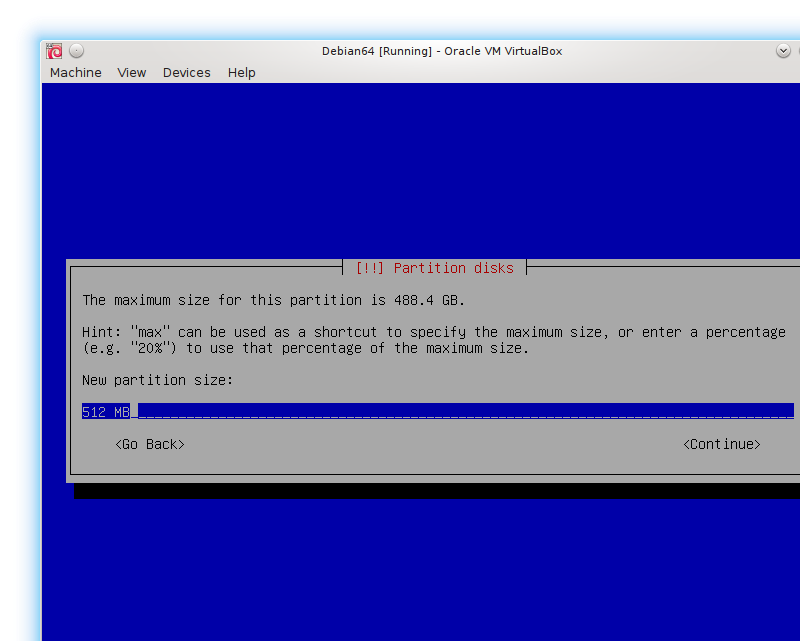 Debian64 [Running] - Oracle VM VirtualBox
Machine View Devices Help
[!!] Partition disks
The maximum size for this partition is 488.4 GB.
Hint: "max" can be used as a shortcut to specify the maximum size, or enter a percentage
(e.g. "20%") to use that percentage of the maximum size.
New partition size:
512 MB
<Go Back> <Continue>